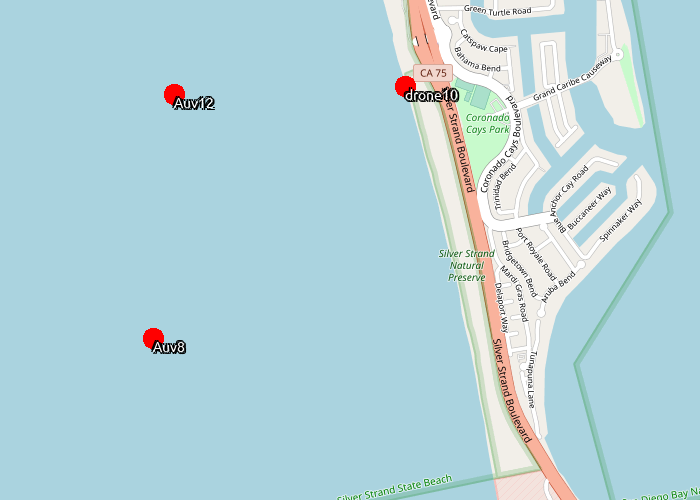 Green Turtle Road
Catspaw Cape
Bahama Bend
CA 75
Grand Caribe Causeway
Auv12
drone10
Coronado
Cays Park
Coronado Cays Boulevard
Silver Strand Boulevard
Trinidad Bend
Anchor Cay Road
Buccaneer Way
Spinnaker Way
Port Royale Road
Silver Strand
Natural
Preserve
Bridgetown Bend
Mardi Gras Road
Aruba Bend
Delaport Way
Auv8
Silver Strand Boulevard
Tunapuna Lane
Silver Strand State Beach